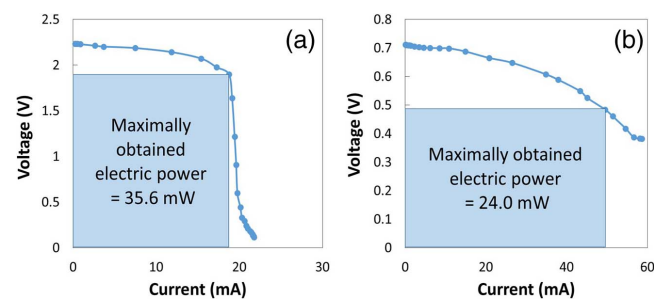 (a)
2.5
2
1.5
1
0.5
0
Voltage (V)
Maximally
obtained
electric power
= 35.6 mW
0 10 20 30
Current (mA)
(b)
0.8
0.7
0.6
0.5
0.4
0.3
0.2
0.1
0
Voltage (V)
Maximally obtained
electric power
= 24.0 mW
0 20 40 60
Current (mA)